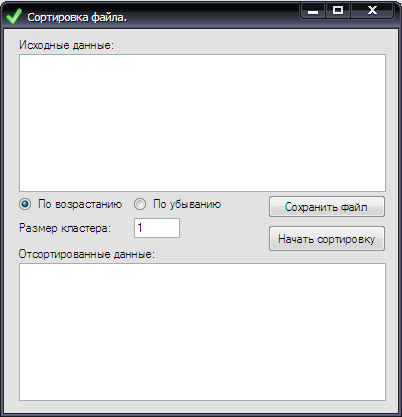 Сортировка файла.
Исходные данные:
По возрастанию По убыванию Сохранить файл
Размер кластера: 1 Начать сортировку
Отсортированные данные: